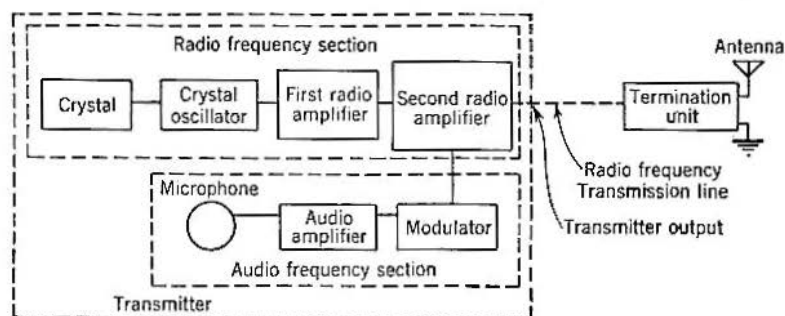 Radio frequency section
Antenna
Crystal
Crystal
oscillator
First radio
amplifier
Second radio
amplifier
Termination
unit
Radio frequency
Transmission line
Transmitter output
Microphone
Audio
amplifier
Modulator
Audio frequency section
Transmitter